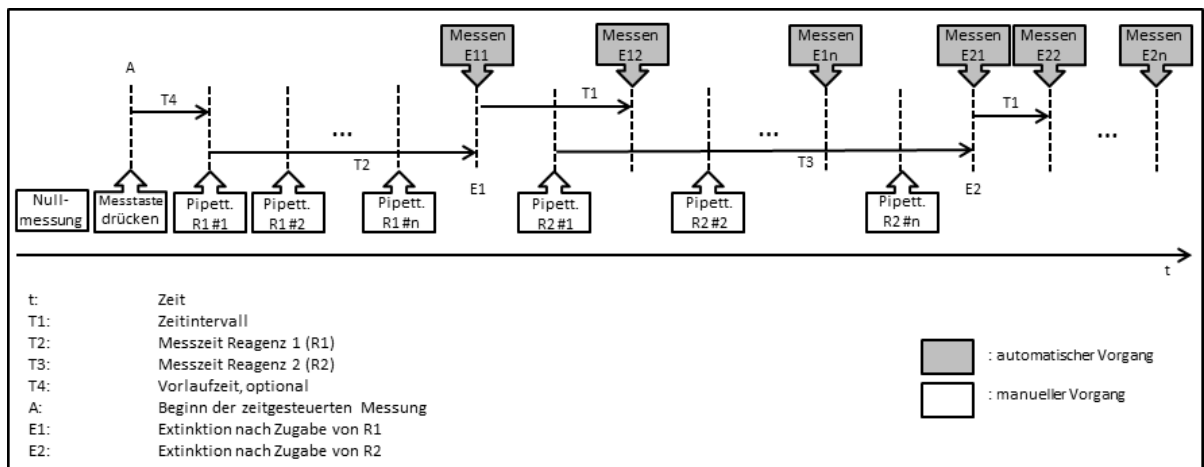 Messen
E11
Messen
E12
Messen
E1n
Messen
E21
Messen
E22
Messen
E2n
A
T4
T1
T1
...
...
...
T2
T3
E1
E2
Null-
messung
Messtaste
drücken
Pipett.
R1#1
Pipett.
R1#2
Pipett.
R1#n
Pipett.
R2#1
Pipett.
R2#2
Pipett.
R2#n
t
t: Zeit
T1: Zeitintervall
T2: Messzeit Reagenz 1 (R1)
T3: Messzeit Reagenz 2 (R2)
T4: Vorlaufzeit, optional
A: Beginn der zeitgesteuerten Messung
E1: Extinktion nach Zugabe von R1
E2: Extinktion nach Zugabe von R2
: automatischer Vorgang
: manueller Vorgang